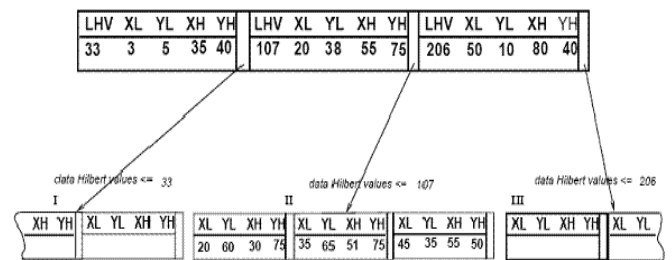 LHV XL YL XH YH LHV XL YL XH YH LHV XL YL XH YH
33 3 5 35 40 107 20 38 55 75 206 50 10 80 40
data Hilbert values <= 33 data Hilbert values <= 107 data Hilbert values <= 206
I II III
XH YH XL YL XH YH XL YL XH YH XL YL XH YH XL YL XH YH XL YL XH YH XL YL
20 60 30 75 35 65 51 75 45 35 55 50